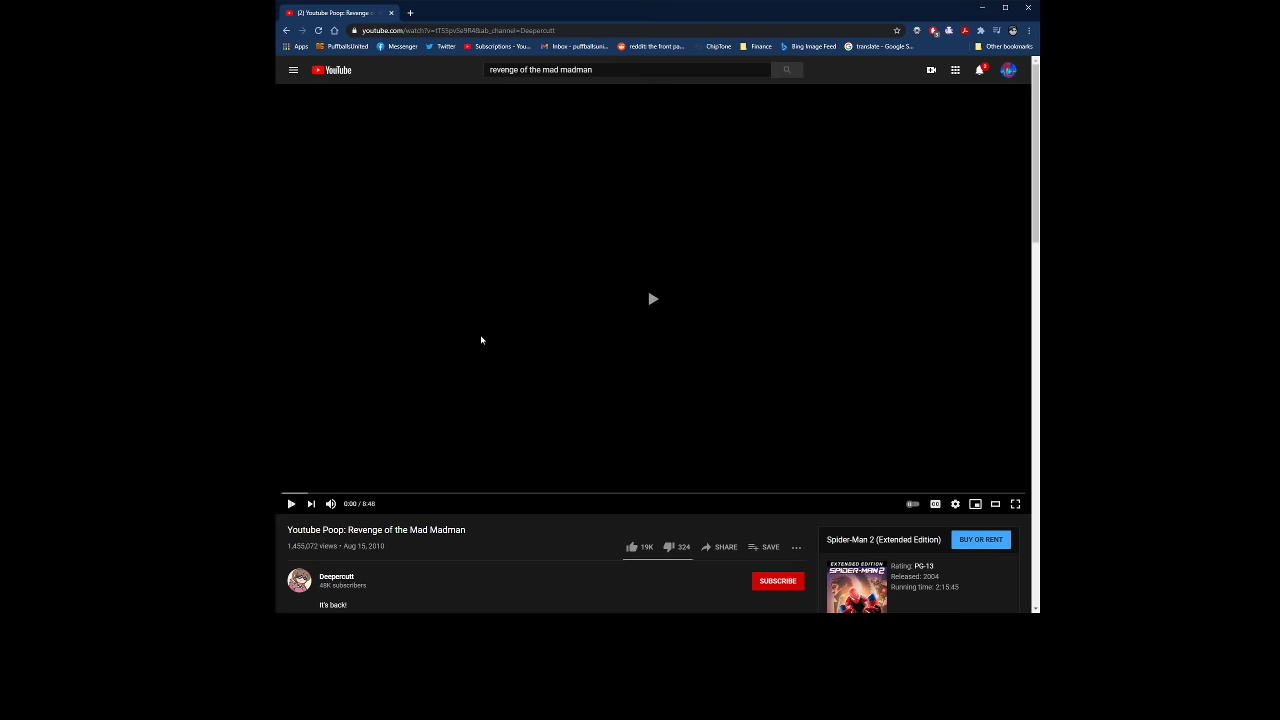 (2) Youtube Poop: Revenge o
youtube.com/watch?v=tTS5pvSe9R4&ab_channel=Deepercutt
Apps PuffballsUnited Messenger Twitter Subscriptions - You... Inbox - puffballsuni... reddit: the front pa... ChipTone Finance Bing Image Feed translate - Google S... Other bookmarks
YouTube revenge of the mad madman
0:00 / 8:48 CC
Youtube Poop: Revenge of the Mad Madman
1,455,072 views • Aug 15, 2010
19K 324 SHARE SAVE
Deepercutt
48K subscribers
SUBSCRIBE
It's back!
Spider-Man 2 (Extended Edition) BUY OR RENT
EXTENDED EDITION
SPIDER-MAN 2
Rating: PG-13
Released: 2004
Running time: 2:15:45